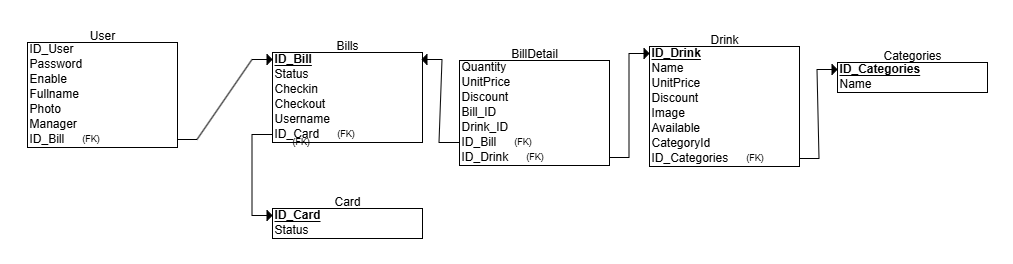 User
ID_User
Password
Enable
Fullname
Photo
Manager
ID_Bill (FK)
Bills
ID_Bill
Status
Checkin
Checkout
Username
ID_Card (FK)
(FK)
Card
ID_Card
Status
BillDetail
Quantity
UnitPrice
Discount
Bill_ID
Drink_ID
ID_Bill (FK)
ID_Drink (FK)
Drink
ID_Drink
Name
UnitPrice
Discount
Image
Available
CategoryId
ID_Categories (FK)
Categories
ID_Categories
Name